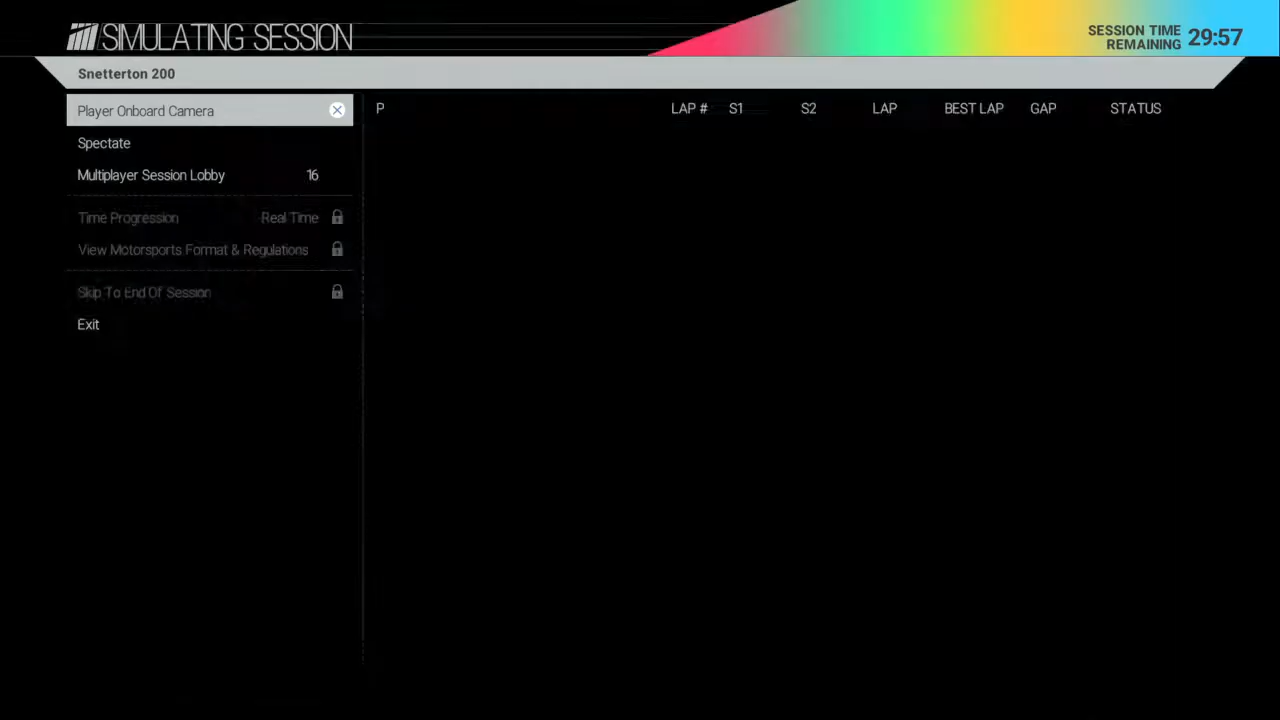 SIMULATING SESSION
SESSION TIME REMAINING 29:57
Snetterton 200
Player Onboard Camera
Spectate
Multiplayer Session Lobby 16
Time Progression Real Time
View Motorsports Format & Regulations
Skip To End Of Session
Exit
P LAP # S1 S2 LAP BEST LAP GAP STATUS